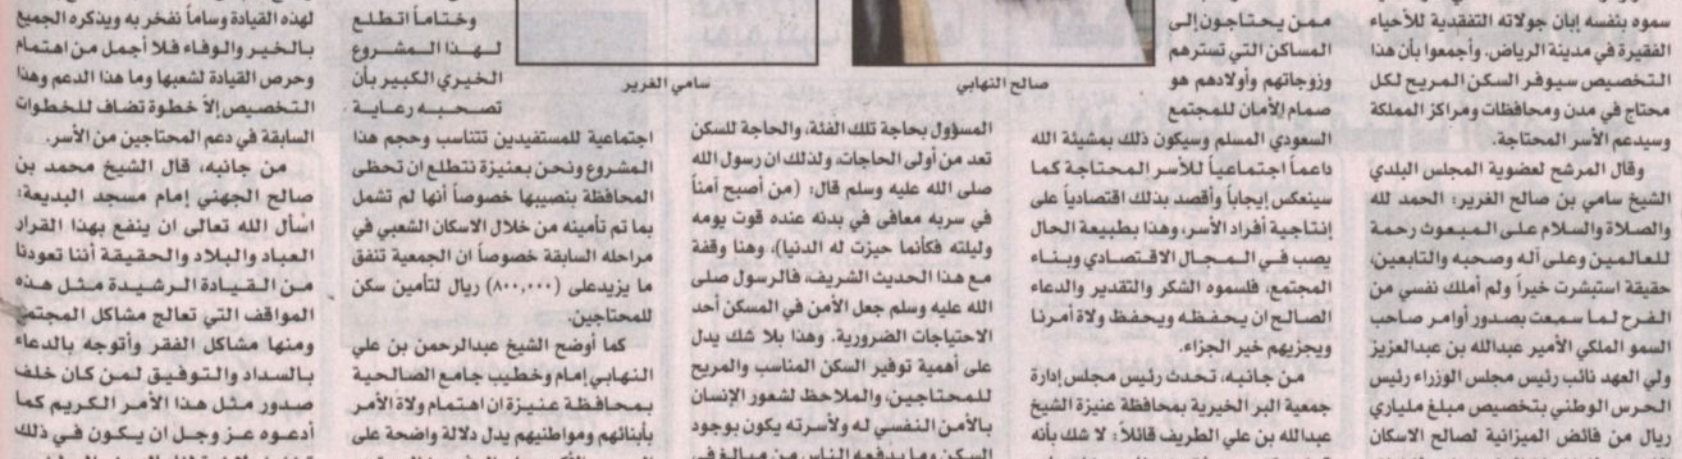 سموه بنفسه إبان جولاته التفقدية للأحياء
الفقيرة في مدينة الرياض. وأجمعوا بأن هذا
التخصيص سيوفر السكن المريح لكل
محتاج في مدن ومحافظات ومراكز المملكة
وسيدعم الأسر المحتاجة.
وقال المرشح لعضوية المجلس البلدي
الشيخ سامي بن صالح الغرير: الحمد لله
والصلاة والسلام على المبعوث رحمة
للعالمين وعلى آله وصحبه والتابعين،
حقيقة استبشرت خيراً ولم أملك نفسي من
الفرح لما سمعت بصدور أوامر صاحب
السمو الملكي الأمير عبدالله بن عبدالعزيز
ولي العهد نائب رئيس مجلس الوزراء رئيس
الحرس الوطني بتخصيص مبلغ ملياري
ريال من فائض الميزانية لصالح الاسكان
ممن يحتاجون إلى
المساكن التي تسترهم
وزوجاتهم وأولادهم هو
صمام الأمان للمجتمع
السعودي المسلم وسيكون ذلك بمشيئة الله
داعماً اجتماعياً للأسر المحتاجة كما
سينعكس إيجاباً وأقصد بذلك اقتصادياً على
إنتاجية أفراد الأسر، وهذا بطبيعة الحال
يصب في المجال الاقتصادي وبناء
المجتمع، فلسموه الشكر والتقدير والدعاء
الصالح ان يحفظه ويحفظ ولاة أمرنا
ويجزيهم خير الجزاء.
من جانبه، تحدث رئيس مجلس إدارة
جمعية البر الخيرية بمحافظة عنيزة الشيخ
عبدالله بن علي الطريف قائلاً: لا شك بأنه
صالح النهابي
سامي الغرير
المسؤول بحاجة تلك الفئة، والحاجة للسكن
تعد من أولى الحاجات، ولذلك ان رسول الله
صلى الله عليه وسلم قال: (من أصبح آمناً
في سربه معافى في بدنه عنده قوت يومه
وليلته فكأنما حيزت له الدنيا)، وهنا وقفة
مع هذا الحديث الشريف، فالرسول صلى
الله عليه وسلم جعل الأمن في المسكن أحد
الاحتياجات الضرورية. وهذا بلا شك يدل
على أهمية توفير السكن المناسب والمريح
للمحتاجين، والملاحظ لشعور الإنسان
بالأمن النفسي له ولأسرته يكون بوجود
السكن وما يدفعه الناس من مبالغ في
وختاماً اتطلع
لهذا المشروع
الخيري الكبير بأن
تصحبه رعاية
اجتماعية للمستفيدين تتناسب وحجم هذا
المشروع ونحن بعنيزة نتطلع ان تحظى
المحافظة بنصيبها خصوصاً أنها لم تشمل
بما تم تأمينه من خلال الاسكان الشعبي في
مراحله السابقة خصوصاً ان الجمعية تنفق
ما يزيد على (٨٠٠,٠٠٠) ريال لتأمين سكن
للمحتاجين.
كما أوضح الشيخ عبدالرحمن بن علي
النهابي إمام وخطيب جامع الصالحية
بمحافظة عنيزة ان اهتمام ولاة الأمر
بأبنائهم ومواطنيهم يدل دلالة واضحة على
لهذه القيادة وساماً نفخر به ويذكره الجميع
بالخير والوفاء فلا أجمل من اهتمام
وحرص القيادة لشعبها وما هذا الدعم وهذا
التخصيص إلا خطوة تضاف للخطوات
السابقة في دعم المحتاجين من الأسر.
من جانبه، قال الشيخ محمد بن
صالح الجهني إمام مسجد البديعة:
أسأل الله تعالى ان ينفع بهذا القرار
العباد والبلاد والحقيقة أننا تعودنا
من القيادة الرشيدة مثل هذه
المواقف التي تعالج مشاكل المجتمع
ومنها مشاكل الفقر وأتوجه بالدعاء
بالسداد والتوفيق لمن كان خلف
صدور مثل هذا الأمر الكريم كما
أدعوه عز وجل ان يكون في ذلك